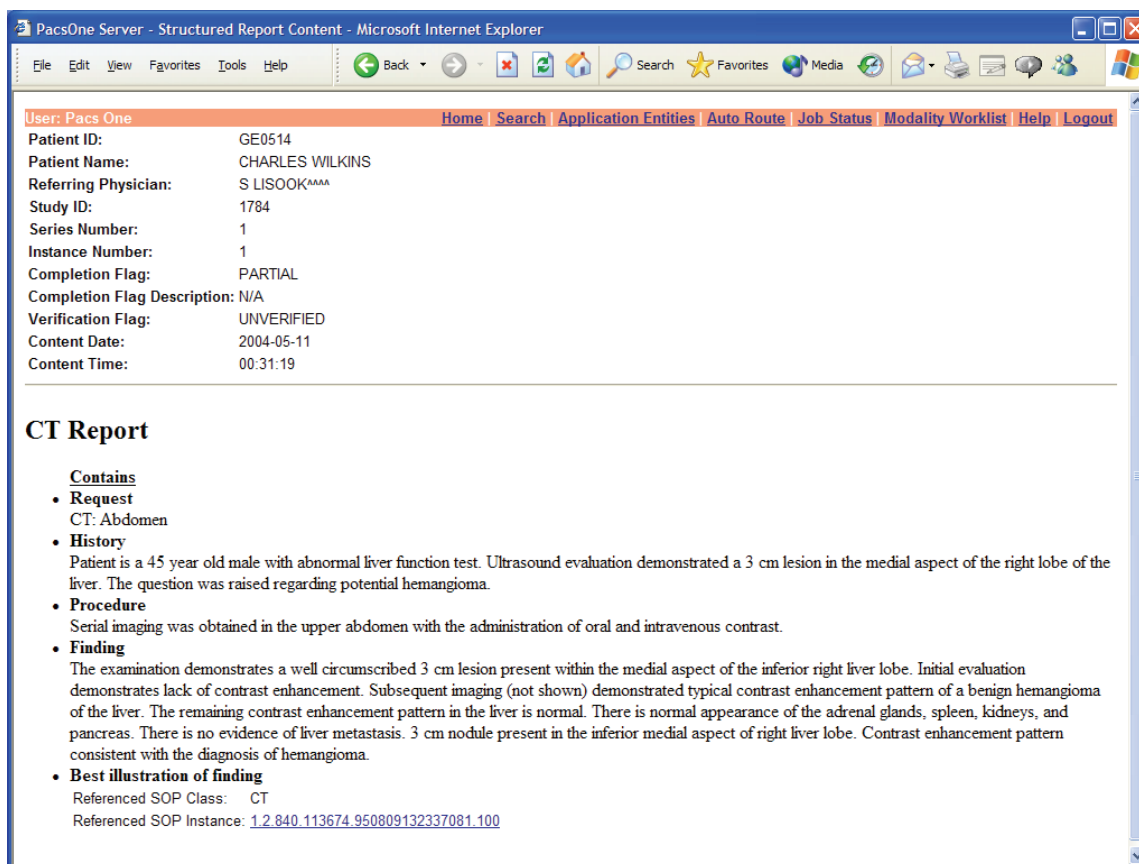 PacsOne Server - Structured Report Content - Microsoft Internet Explorer
File Edit View Favorites Tools Help Back Search Favorites Media
User: Pacs One Home | Search | Application Entities | Auto Route | Job Status | Modality Worklist | Help | Logout
Patient ID: GE0514
Patient Name: CHARLES WILKINS
Referring Physician: S LISOOK^^^^
Study ID: 1784
Series Number: 1
Instance Number: 1
Completion Flag: PARTIAL
Completion Flag Description: N/A
Verification Flag: UNVERIFIED
Content Date: 2004-05-11
Content Time: 00:31:19
CT Report
Contains
• Request
CT: Abdomen
• History
Patient is a 45 year old male with abnormal liver function test. Ultrasound evaluation demonstrated a 3 cm lesion in the medial aspect of the right lobe of the
liver. The question was raised regarding potential hemangioma.
• Procedure
Serial imaging was obtained in the upper abdomen with the administration of oral and intravenous contrast.
• Finding
The examination demonstrates a well circumscribed 3 cm lesion present within the medial aspect of the inferior right liver lobe. Initial evaluation
demonstrates lack of contrast enhancement. Subsequent imaging (not shown) demonstrated typical contrast enhancement pattern of a benign hemangioma
of the liver. The remaining contrast enhancement pattern in the liver is normal. There is normal appearance of the adrenal glands, spleen, kidneys, and
pancreas. There is no evidence of liver metastasis. 3 cm nodule present in the inferior medial aspect of right liver lobe. Contrast enhancement pattern
consistent with the diagnosis of hemangioma.
• Best illustration of finding
Referenced SOP Class: CT
Referenced SOP Instance: 1.2.840.113674.950809132337081.100